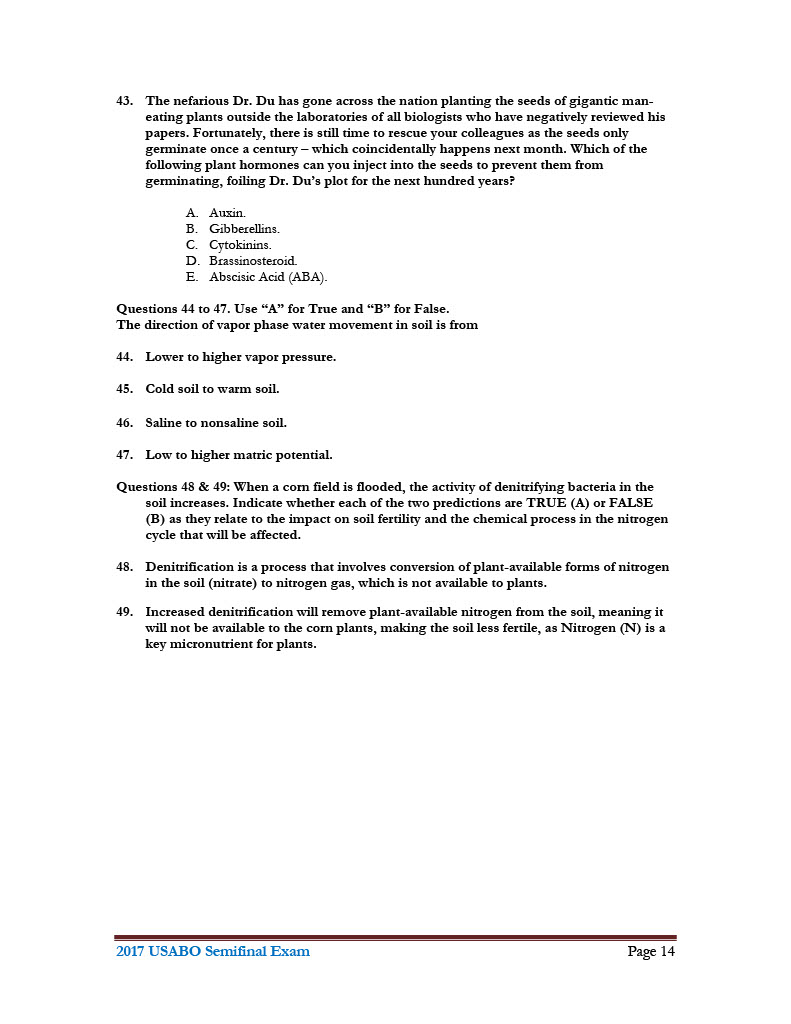 43. The nefarious Dr. Du has gone across the nation planting the seeds of gigantic man-
eating plants outside the laboratories of all biologists who have negatively reviewed his
papers. Fortunately, there is still time to rescue your colleagues as the seeds only
germinate once a century – which coincidentally happens next month. Which of the
following plant hormones can you inject into the seeds to prevent them from
germinating, foiling Dr. Du’s plot for the next hundred years?
A. Auxin.
B. Gibberellins.
C. Cytokinins.
D. Brassinosteroid.
E. Abscisic Acid (ABA).
Questions 44 to 47. Use “A” for True and “B” for False.
The direction of vapor phase water movement in soil is from
44. Lower to higher vapor pressure.
45. Cold soil to warm soil.
46. Saline to nonsaline soil.
47. Low to higher matric potential.
Questions 48 & 49: When a corn field is flooded, the activity of denitrifying bacteria in the
soil increases. Indicate whether each of the two predictions are TRUE (A) or FALSE
(B) as they relate to the impact on soil fertility and the chemical process in the nitrogen
cycle that will be affected.
48. Denitrification is a process that involves conversion of plant-available forms of nitrogen
in the soil (nitrate) to nitrogen gas, which is not available to plants.
49. Increased denitrification will remove plant-available nitrogen from the soil, meaning it
will not be available to the corn plants, making the soil less fertile, as Nitrogen (N) is a
key micronutrient for plants.
2017 USABO Semifinal Exam Page 14